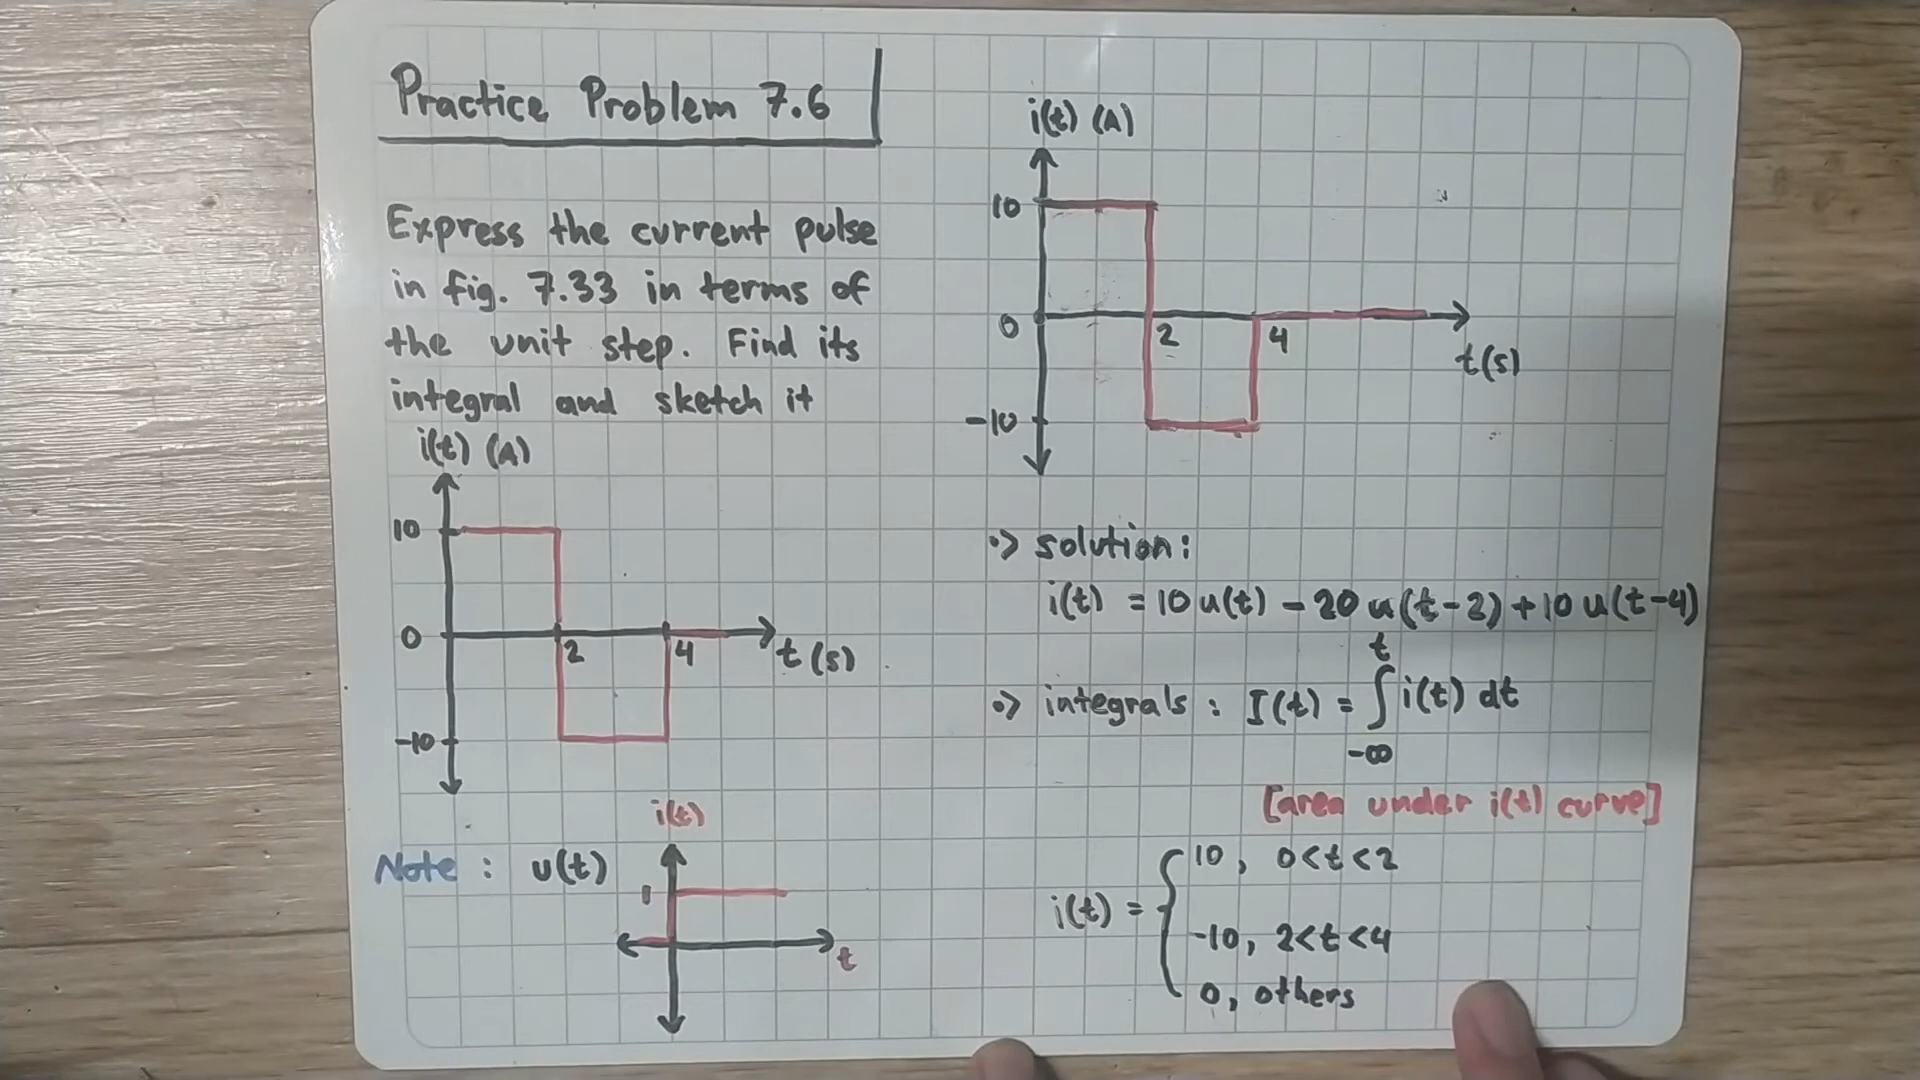 Practice Problem 7.6
Express the current pulse
in fig. 7.33 in terms of
the unit step. Find its
integral and sketch it
i(t) (A)
10
0
2
4
t(s)
-10
Note: u(t)
i(t)
1
t
i(t) (A)
10
0
2
4
t(s)
-10
•> solution:
i(t) = 10 u(t) - 20 u(t-2) + 10 u(t-4)
•> integrals: I(t) = ∫ i(t) dt
t
-∞
[area under i(t) curve]
i(t) = {
10, 0<t<2
-10, 2<t<4
0, others